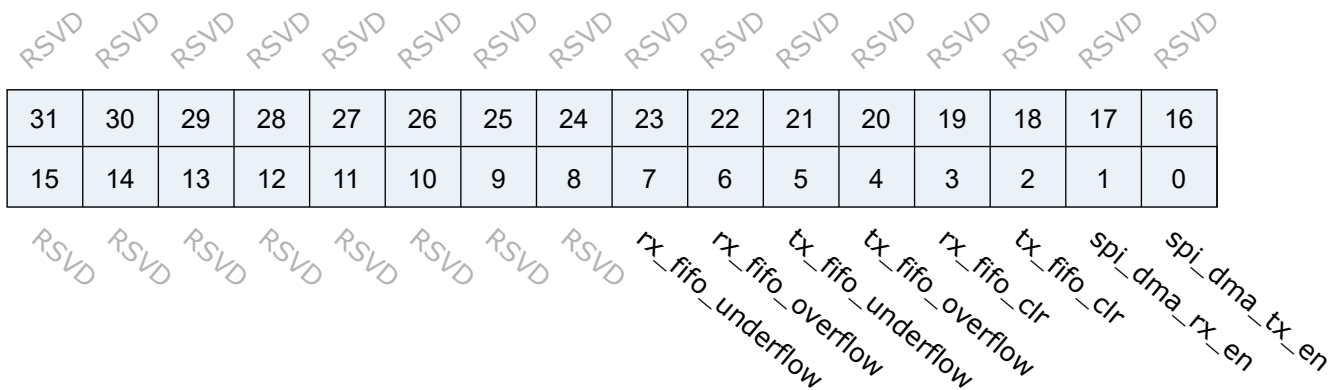 RSVD RSVD RSVD RSVD RSVD RSVD RSVD RSVD RSVD RSVD RSVD RSVD RSVD RSVD RSVD RSVD
31 30 29 28 27 26 25 24 23 22 21 20 19 18 17 16
15 14 13 12 11 10 9 8 7 6 5 4 3 2 1 0
RSVD RSVD RSVD RSVD RSVD RSVD RSVD RSVD rx_fifo_underflow rx_fifo_overflow tx_fifo_underflow tx_fifo_overflow rx_fifo_clr tx_fifo_clr spi_dma_rx_en spi_dma_tx_en